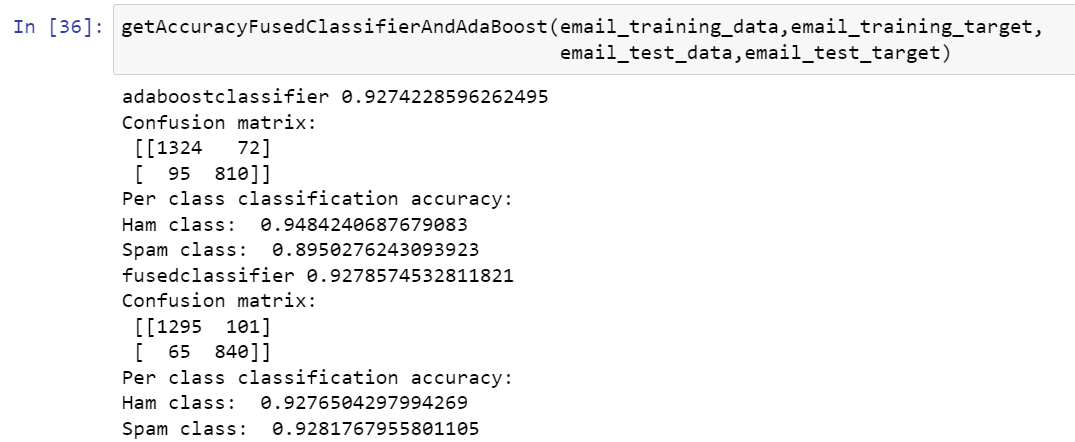 In [36]: getAccuracyFusedClassifierAndAdaBoost(email_training_data,email_training_target,
email_test_data,email_test_target)
adaboostclassifier 0.9274228596262495
Confusion matrix:
[[1324   72]
[  95  810]]
Per class classification accuracy:
Ham class:  0.9484240687679083
Spam class:  0.8950276243093923
fusedclassifier 0.9278574532811821
Confusion matrix:
[[1295  101]
[  65  840]]
Per class classification accuracy:
Ham class:  0.9276504297994269
Spam class:  0.9281767955801105